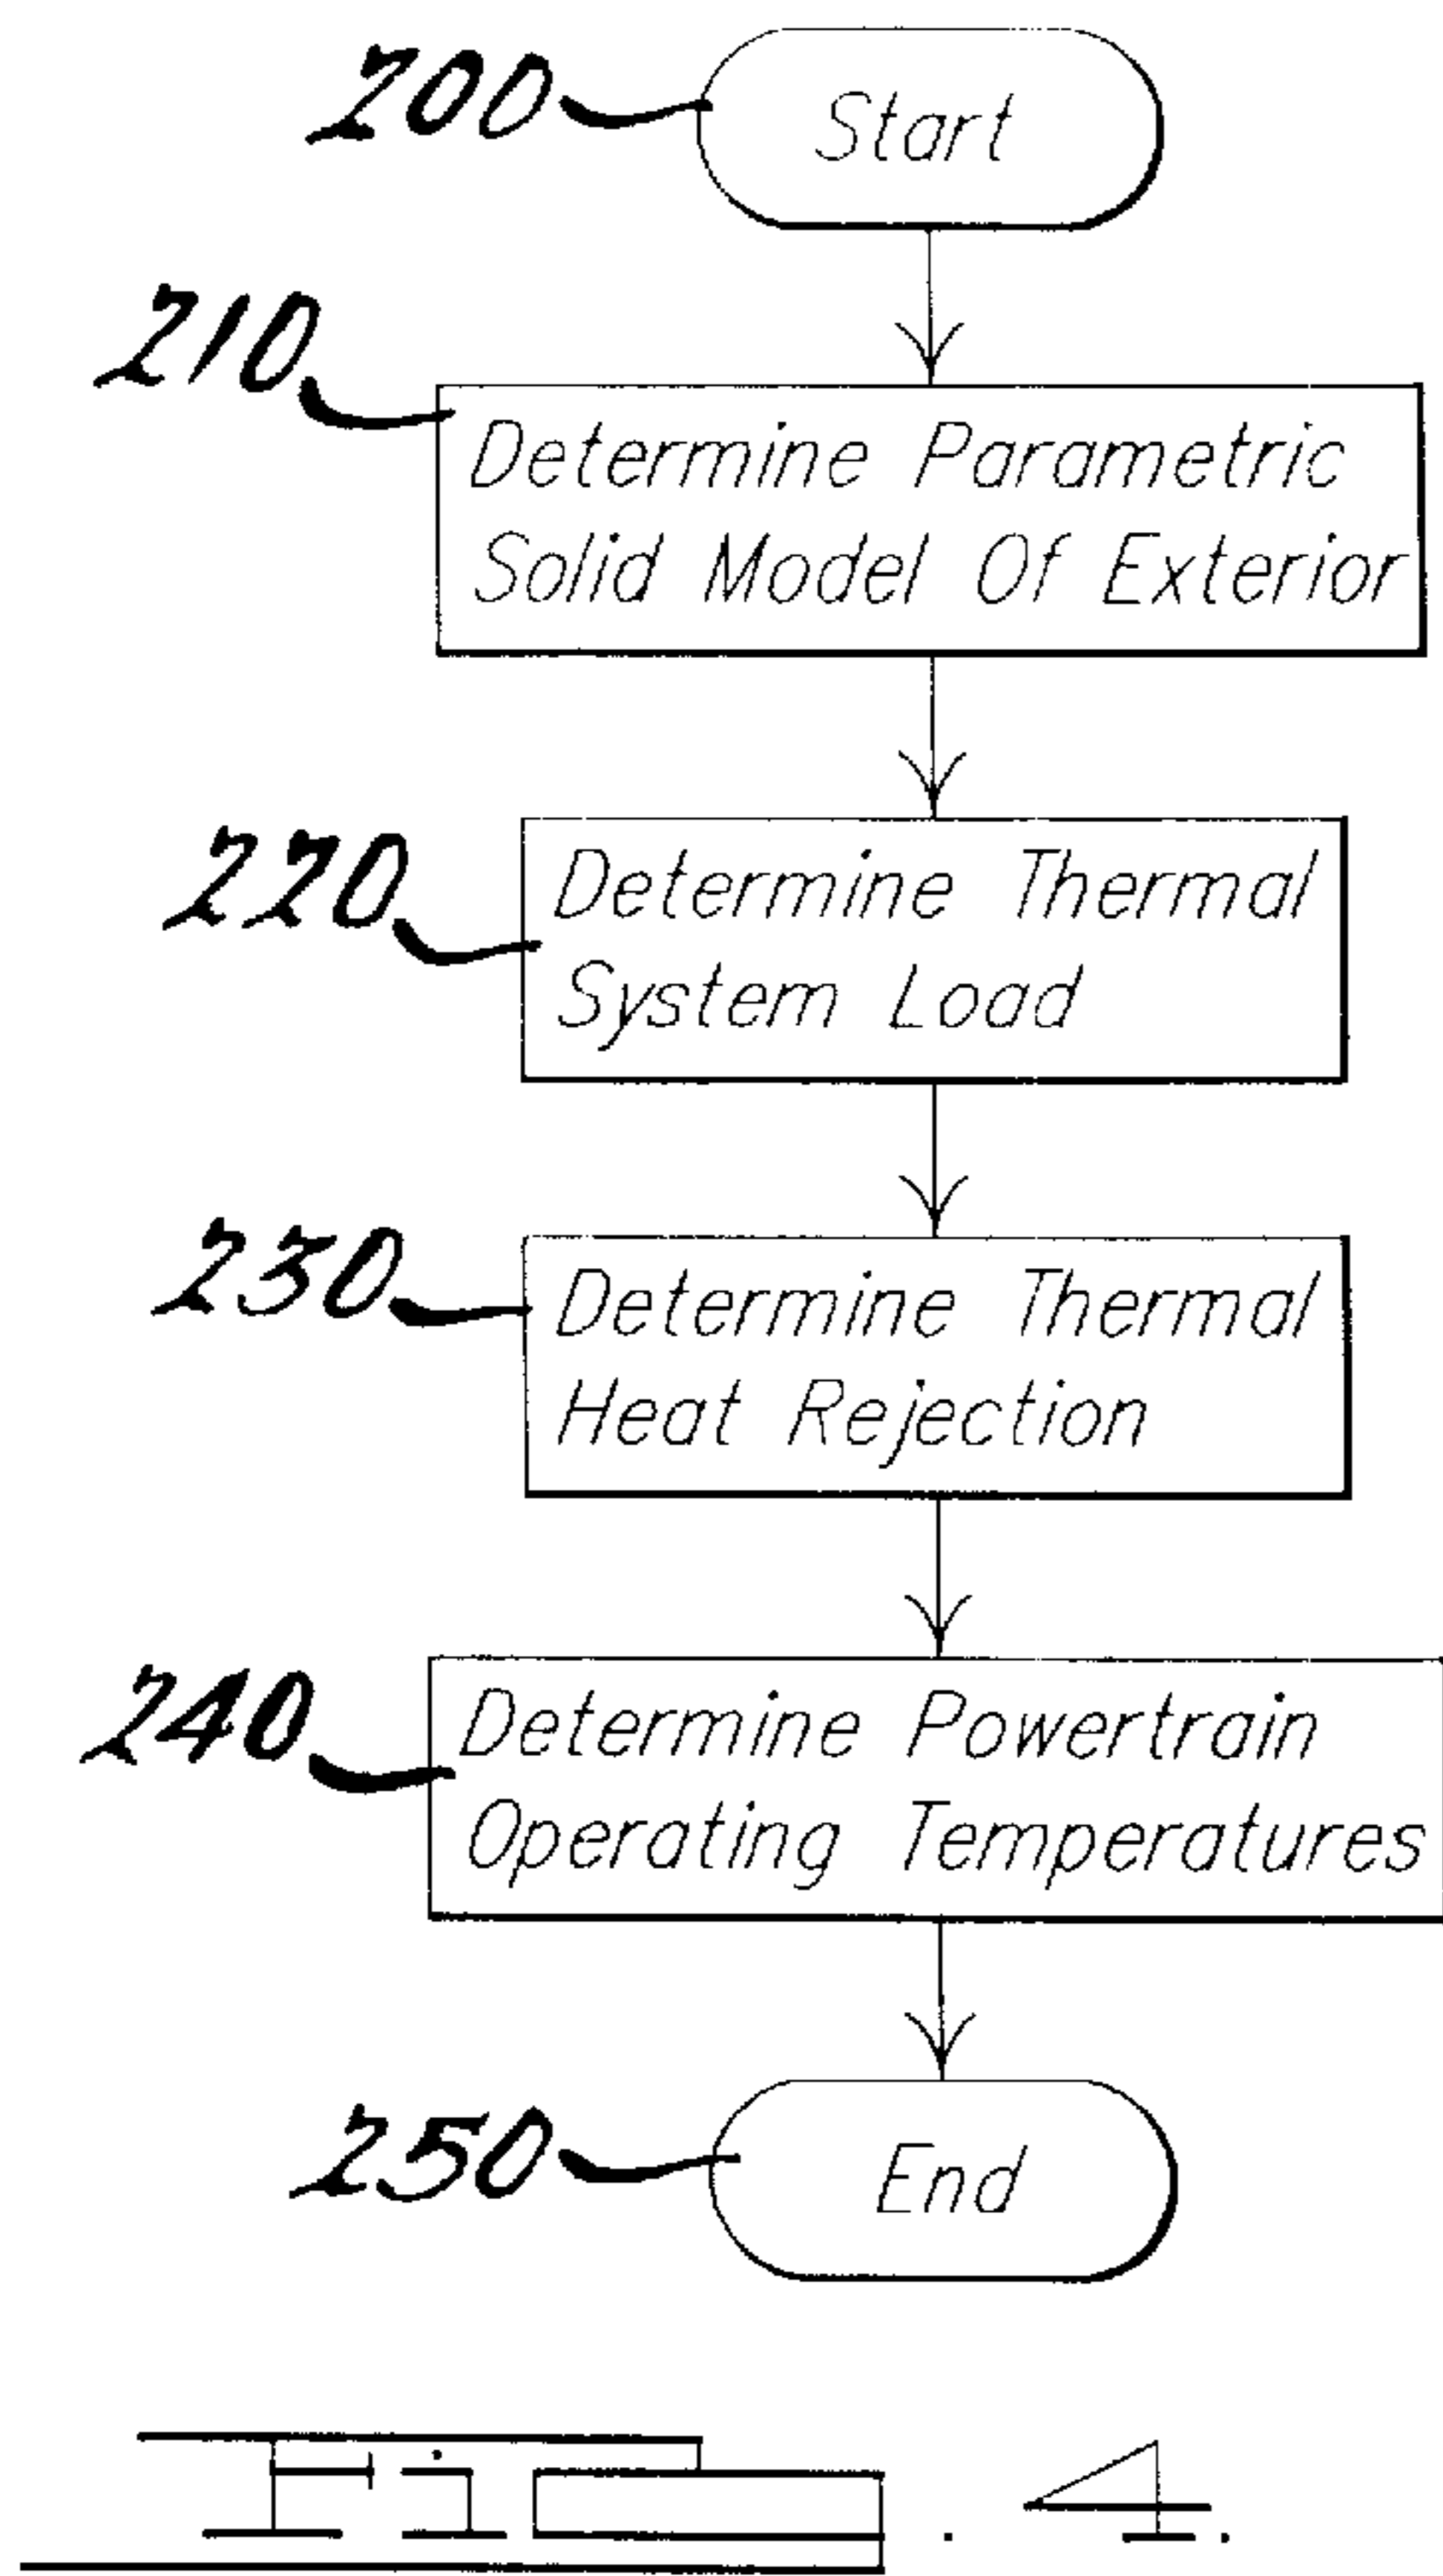 200
Start
210
Determine Parametric
Solid Model Of Exterior
220
Determine Thermal
System Load
230
Determine Thermal
Heat Rejection
240
Determine Powertrain
Operating Temperatures
250
End
Fig. 4.